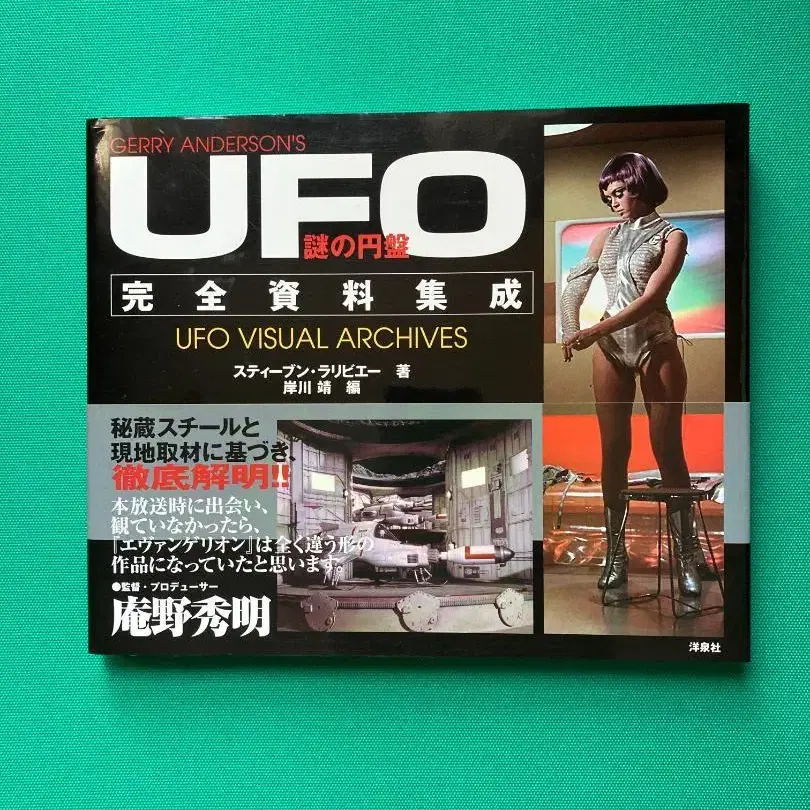 GERRY ANDERSON'S
UFO
謎の円盤
完全資料集成
UFO VISUAL ARCHIVES
スティーブン・ラリビエー 著
岸川 靖 編
秘蔵スチールと
現地取材に基づき、
徹底解明!!
本放送時に出会い、
観ていなかったら、
『エヴァンゲリオン』は全く違う形の
作品になっていたと思います。
●監督・プロデューサー
庵野秀明
洋泉社